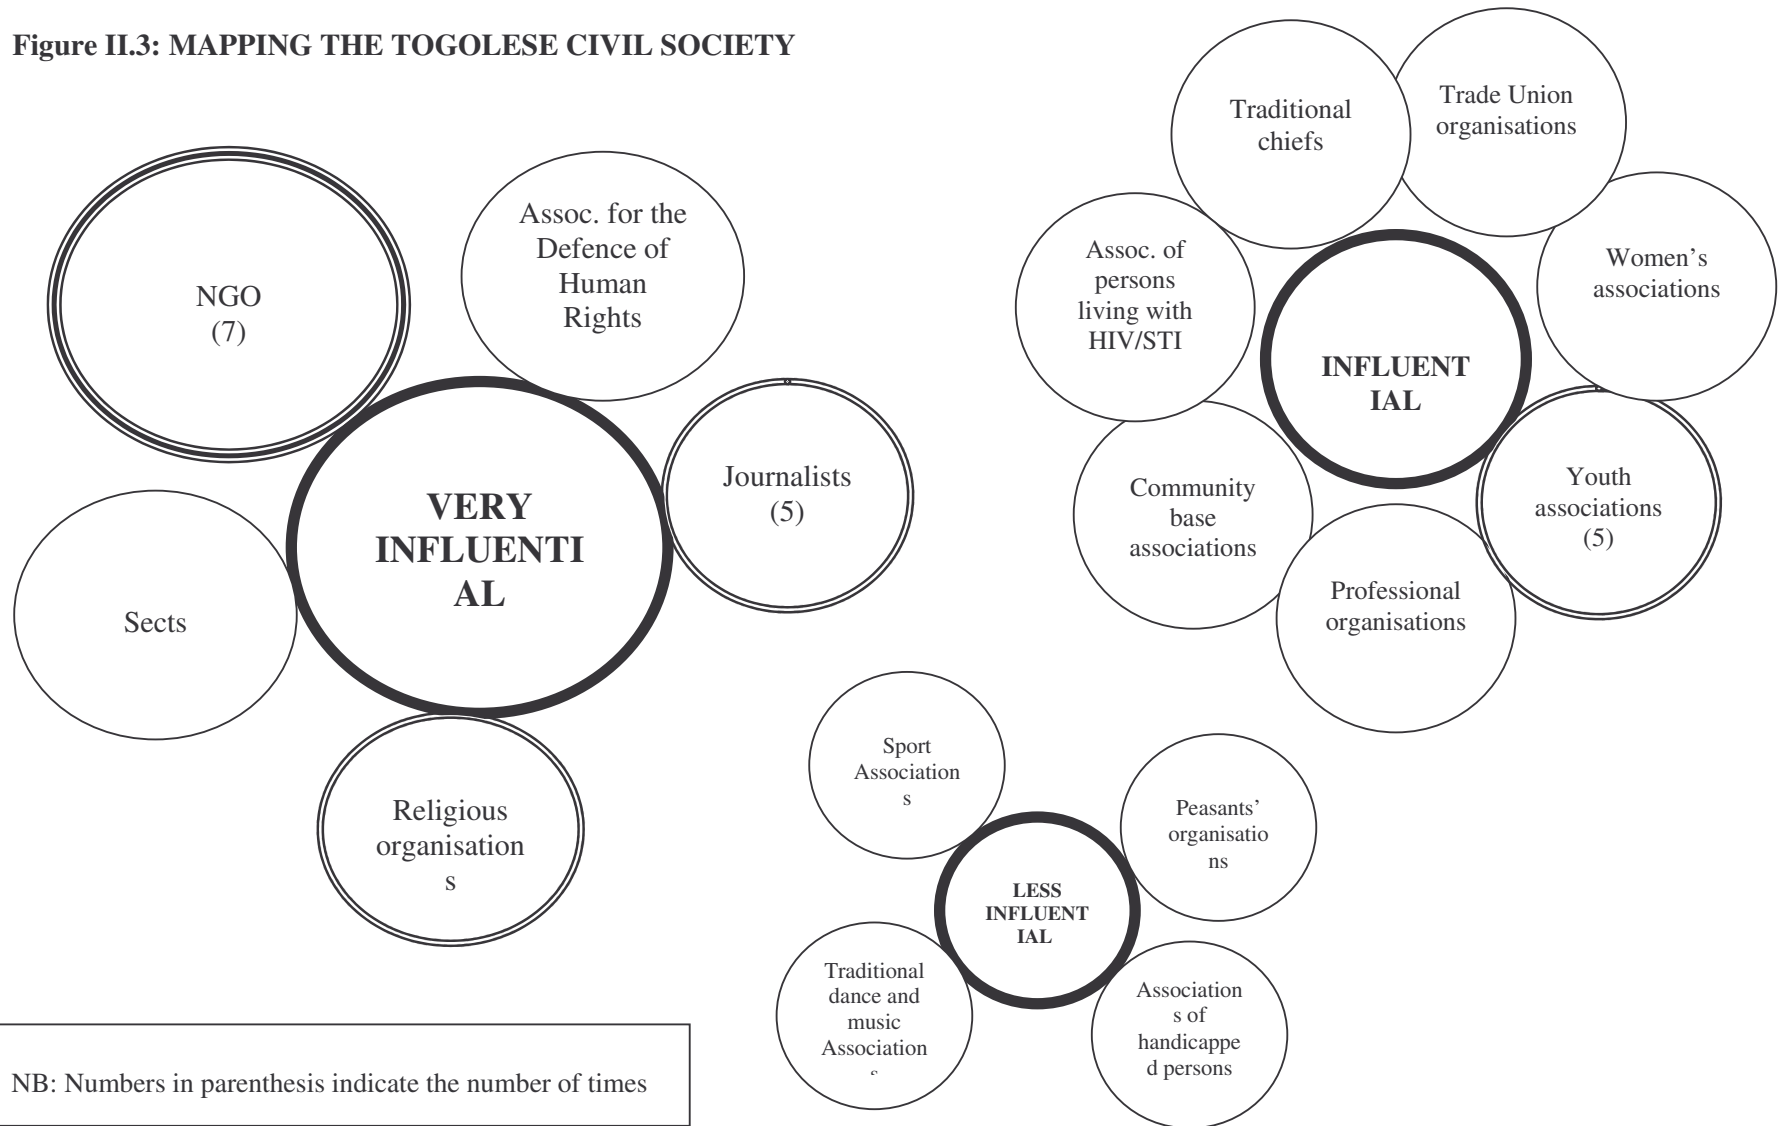 Figure II.3: MAPPING THE TOGOLESE CIVIL SOCIETY
NGO
(7)
Assoc. for the
Defence of
Human
Rights
Journalists
(5)
VERY
INFLUENTI
AL
Sects
Religious
organisation
s
Traditional
chiefs
Trade Union
organisations
Assoc. of
persons
living with
HIV/STI
Women's
associations
INFLUENT
IAL
Community
base
associations
Youth
associations
(5)
Professional
organisations
Sport
Association
s
Peasants'
organisatio
ns
LESS
INFLUENT
IAL
Traditional
dance and
music
Association
Association
s of
handicappe
d persons
NB: Numbers in parenthesis indicate the number of times